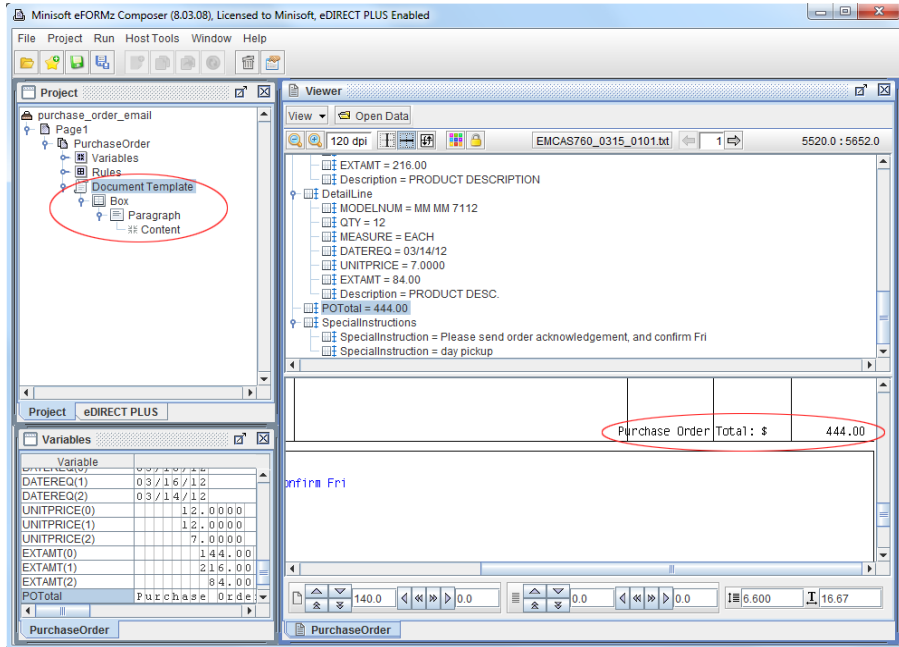 Minisoft eFORMz Composer (8.03.08), Licensed to Minisoft, eDIRECT PLUS Enabled
File Project Run Host Tools Window Help
Project
purchase_order_email
Page1
PurchaseOrder
Variables
Rules
Document Template
Box
Paragraph
Content
Project eDIRECT PLUS
Variables
Variable
DATEREQ(1) 03/16/12
DATEREQ(2) 03/14/12
UNITPRICE(0) 12.0000
UNITPRICE(1) 12.0000
UNITPRICE(2) 7.0000
EXTAMT(0) 144.00
EXTAMT(1) 216.00
EXTAMT(2) 84.00
POTotal Purchase Orde
PurchaseOrder
Viewer
View Open Data
120 dpi EMCAS760_0315_0101.txt 1 5520.0 : 5652.0
EXTAMT = 216.00
Description = PRODUCT DESCRIPTION
DetailLine
MODELNUM = MM MM 7112
QTY = 12
MEASURE = EACH
DATEREQ = 03/14/12
UNITPRICE = 7.0000
EXTAMT = 84.00
Description = PRODUCT DESC.
POTotal = 444.00
SpecialInstructions
SpecialInstruction = Please send order acknowledgement, and confirm Fri
SpecialInstruction = day pickup
Purchase Order Total: $ 444.00
onfirm Fri
140.0 0.0 0.0 0.0 6.600 16.67
PurchaseOrder